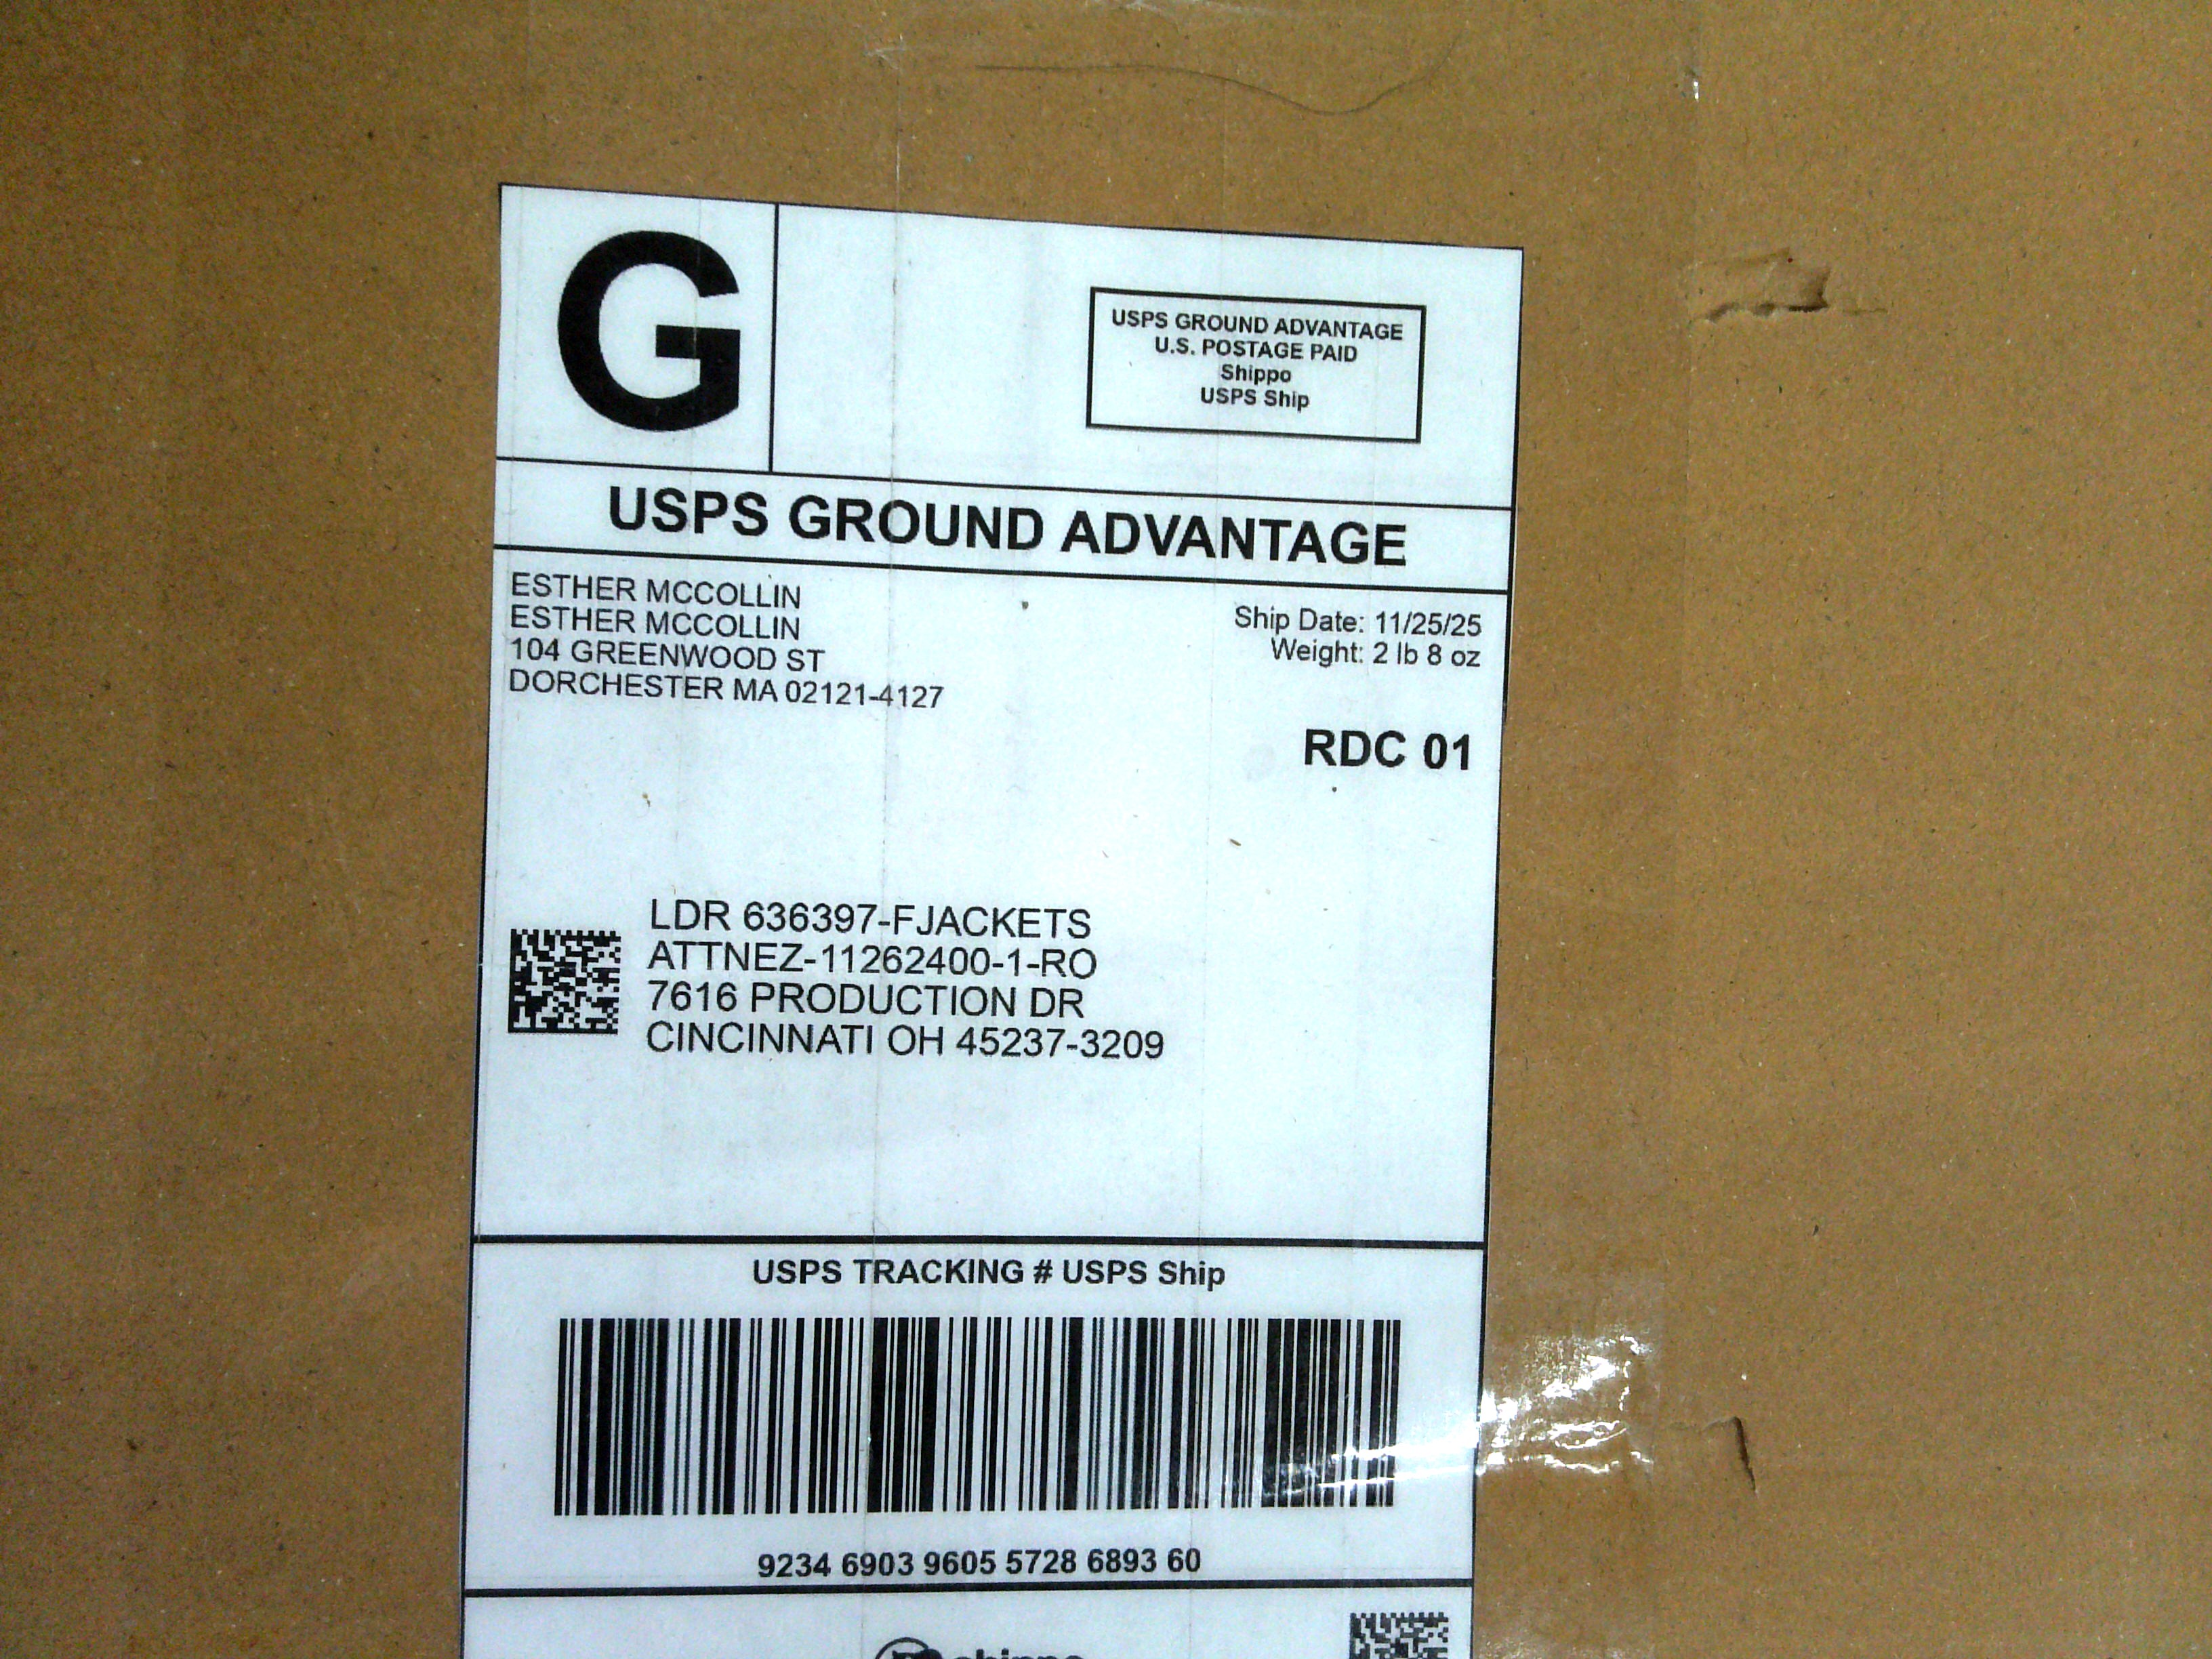 G
USPS GROUND ADVANTAGE
U.S. POSTAGE PAID
Shippo
USPS Ship
USPS GROUND ADVANTAGE
ESTHER MCCOLLIN
ESTHER MCCOLLIN
104 GREENWOOD ST
DORCHESTER MA 02121-4127
Ship Date: 11/25/25
Weight: 2 lb 8 oz
RDC 01
LDR 636397-FJACKETS
ATTNEZ-11262400-1-RO
7616 PRODUCTION DR
CINCINNATI OH 45237-3209
USPS TRACKING # USPS Ship
9234 6903 9605 5728 6893 60